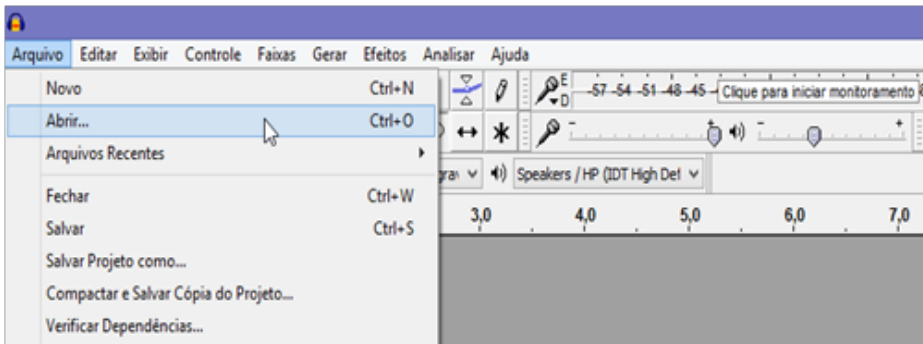 Arquivo Editar Exibir Controle Faixas Gerar Efeitos Analisar Ajuda
Novo Ctrl+N
E
D
-57 -54 -51 -48 -45 Clique para iniciar monitoramento
Abrir... Ctrl+O
Arquivos Recentes
Speakers / HP (IDT High Def
Fechar Ctrl+W
3,0 4,0 5,0 6,0 7,0
Salvar Ctrl+S
Salvar Projeto como...
Compactar e Salvar Cópia do Projeto...
Verificar Dependências...